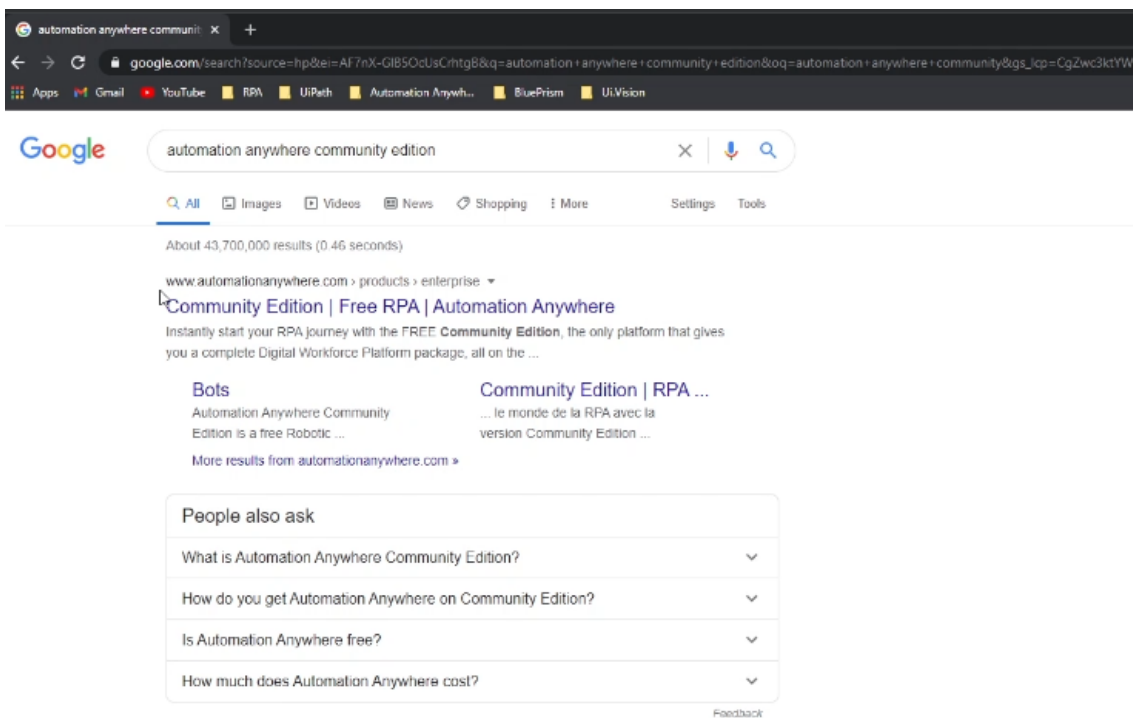 automation anywhere communit
google.com/search?source=hp&ei=AF7nX-GIB5OcUsCrhtgB&q=automation+anywhere+community+edition&oq=automation+anywhere+community&gs_lcp=CgZwc3ktYW
Apps Gmail YouTube RPA UiPath Automation Anywh... BluePrism Ui.Vision
Google
automation anywhere community edition
All Images Videos News Shopping More Settings Tools
About 43,700,000 results (0.46 seconds)
www.automationanywhere.com › products › enterprise
Community Edition | Free RPA | Automation Anywhere
Instantly start your RPA journey with the FREE Community Edition, the only platform that gives
you a complete Digital Workforce Platform package, all on the ...
Bots
Automation Anywhere Community
Edition is a free Robotic ...
Community Edition | RPA ...
... le monde de la RPA avec la
version Community Edition ...
More results from automationanywhere.com »
People also ask
What is Automation Anywhere Community Edition?
How do you get Automation Anywhere on Community Edition?
Is Automation Anywhere free?
How much does Automation Anywhere cost?
Feedback